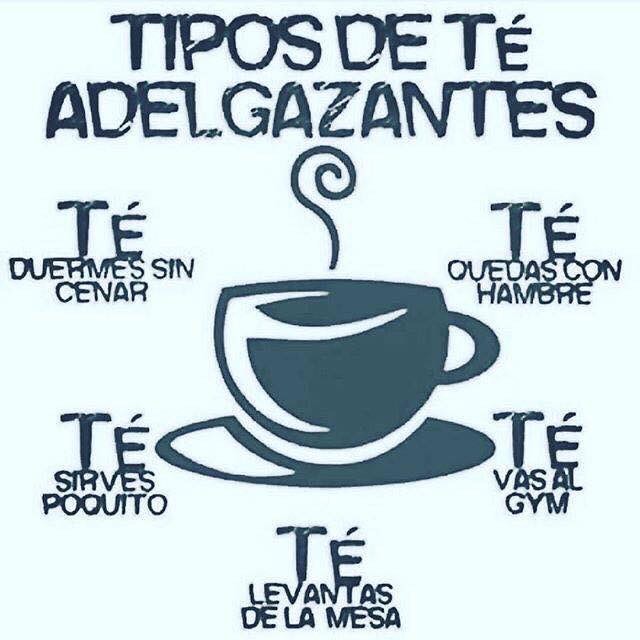 TIPOS DE TÉ
ADELGAZANTES
TÉ
DUERMES SIN
CENAR
TÉ
QUEDAS CON
HAMBRE
TÉ
SIRVES
POQUITO
TÉ
VAS AL
GYM
TÉ
LEVANTAS
DE LA MESA